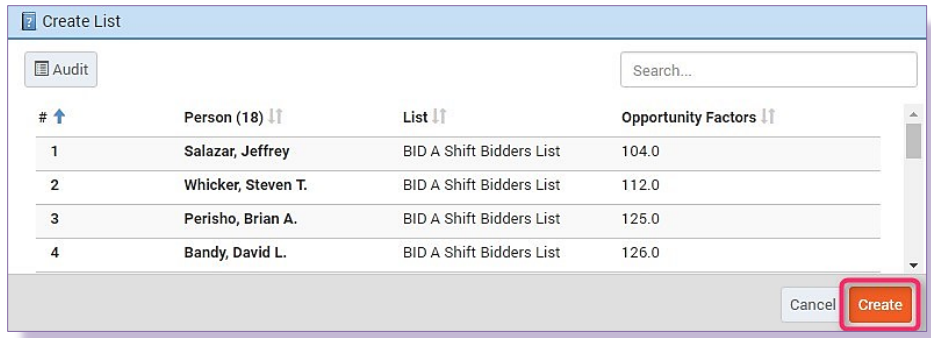 Create List
Audit
Search...
# Person (18) List Opportunity Factors
1 Salazar, Jeffrey BID A Shift Bidders List 104.0
2 Whicker, Steven T. BID A Shift Bidders List 112.0
3 Perisho, Brian A. BID A Shift Bidders List 125.0
4 Bandy, David L. BID A Shift Bidders List 126.0
Cancel Create